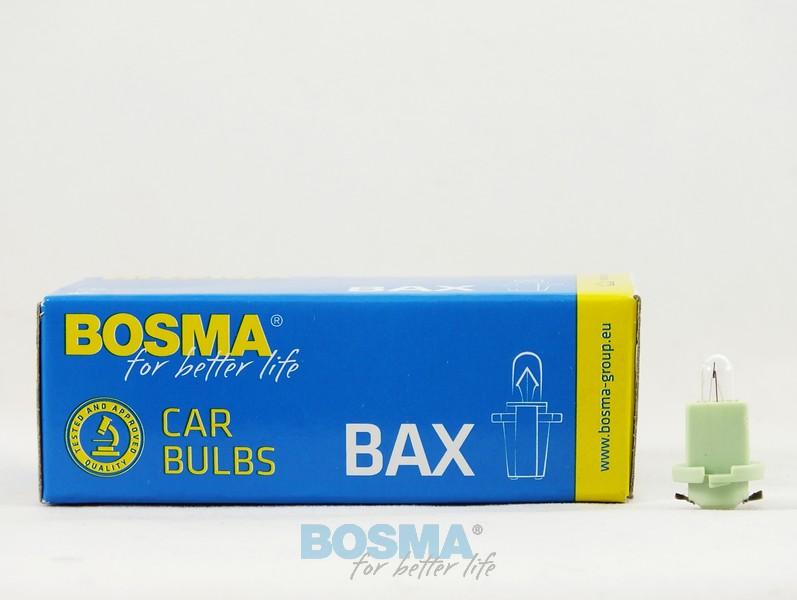 BAX
BOSMA®
for better life
TESTED AND APPROVED
QUALITY
CAR
BULBS
BAX
www.bosma-group.eu
BOSMA®
for better life